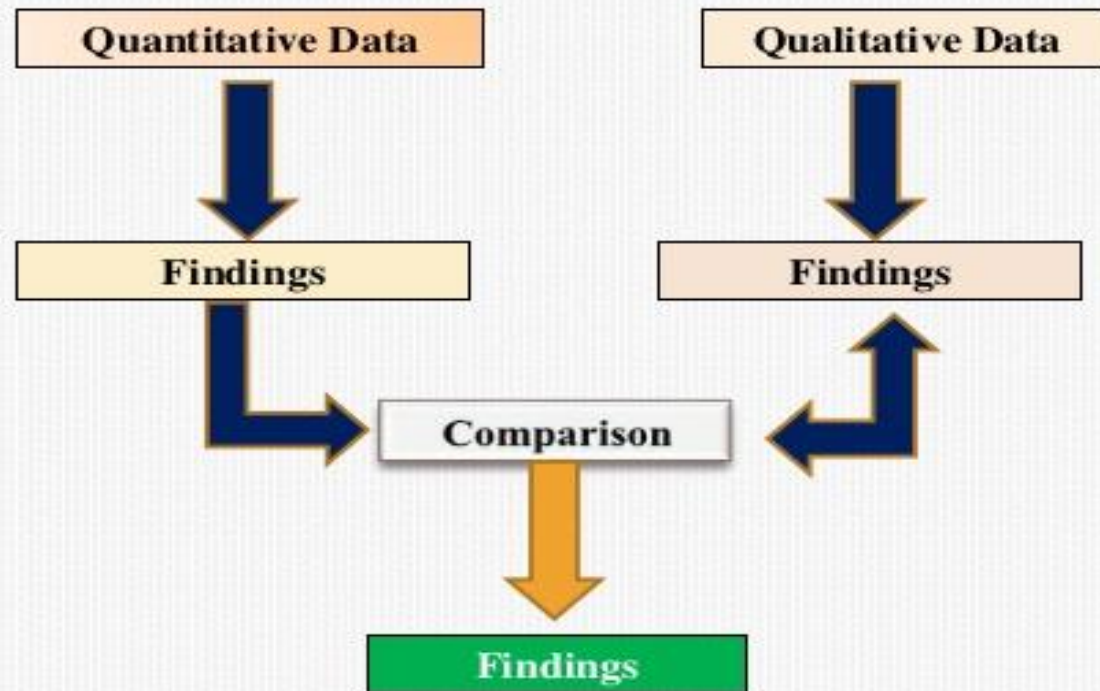 Quantitative Data
Qualitative Data
Findings
Findings
Comparison
Findings